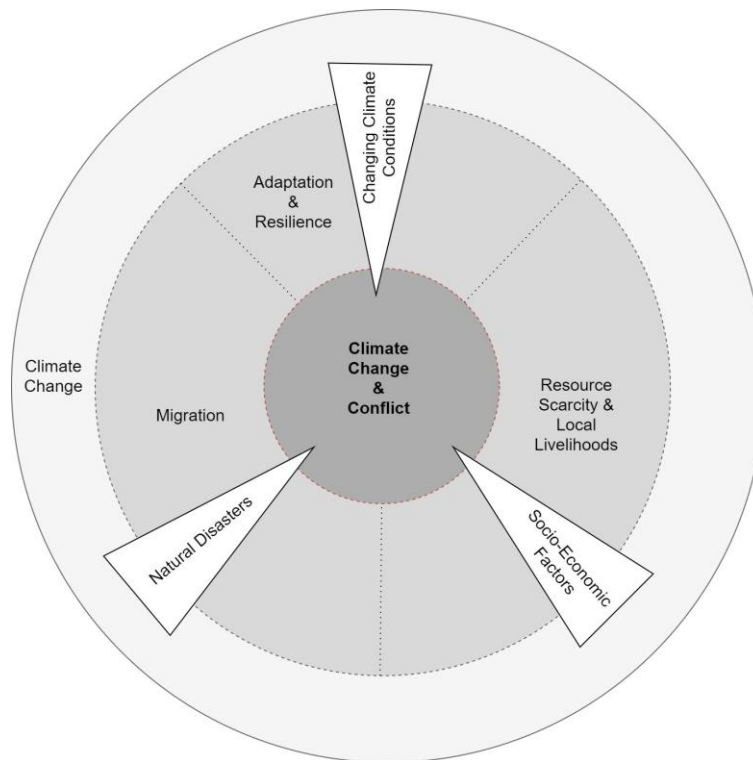 Changing Climate
Conditions
Adaptation
&
Resilience
Climate
Change
&
Conflict
Climate
Change
Migration
Resource
Scarcity &
Local
Livelihoods
Natural Disasters
Socio-Economic
Factors